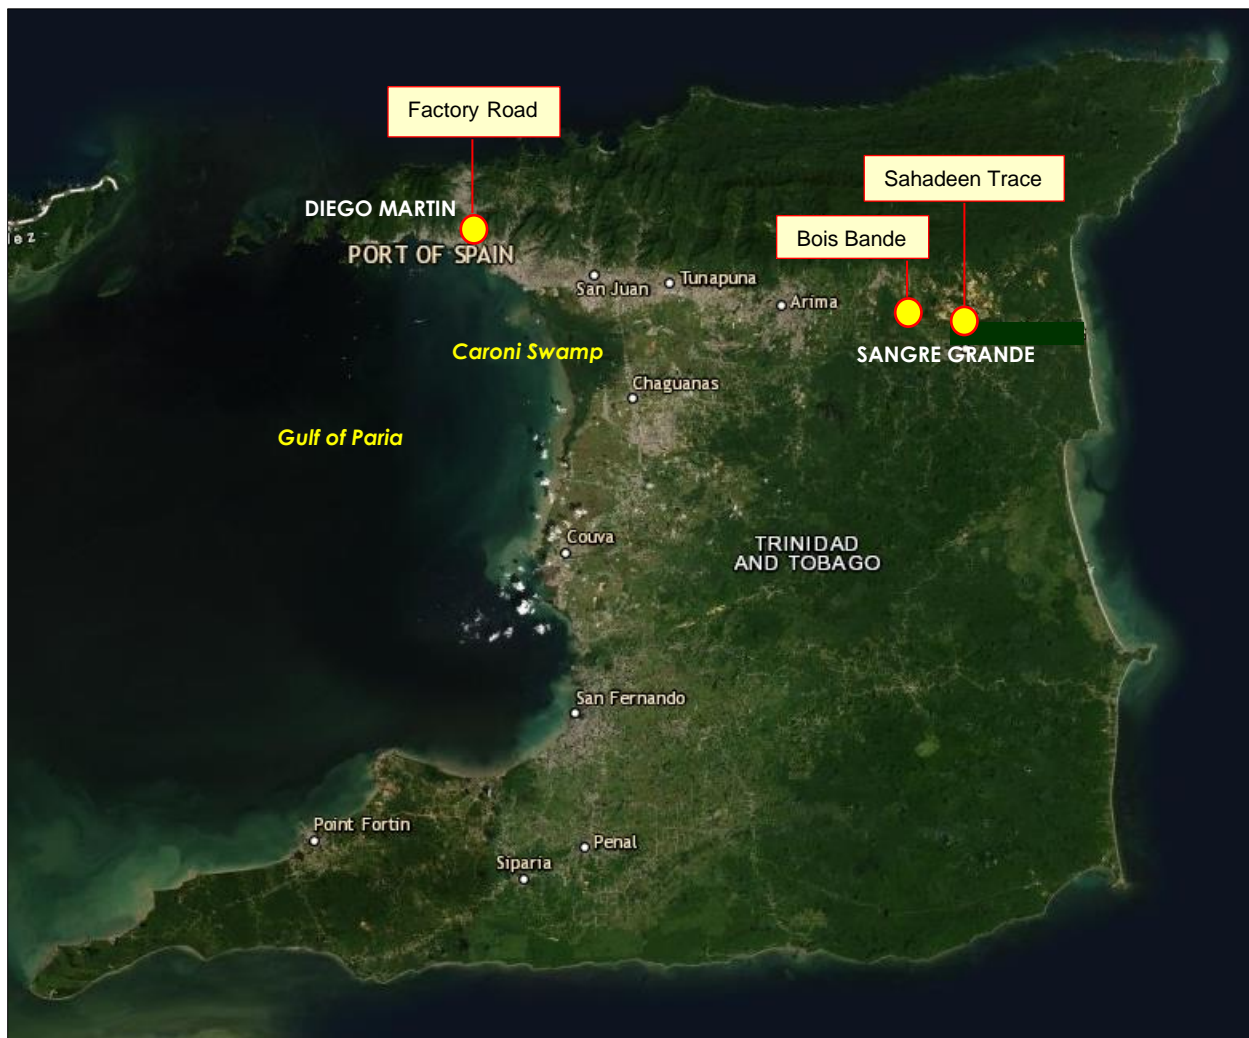 Factory Road
Sahadeen Trace
DIEGO MARTIN
Bois Bande
PORT OF SPAIN
San Juan
Tunapuna
Arima
Caroni Swamp
SANGRE GRANDE
Chaguanas
Gulf of Paria
Couva
TRINIDAD
AND TOBAGO
San Fernando
Point Fortin
Penal
Siparia